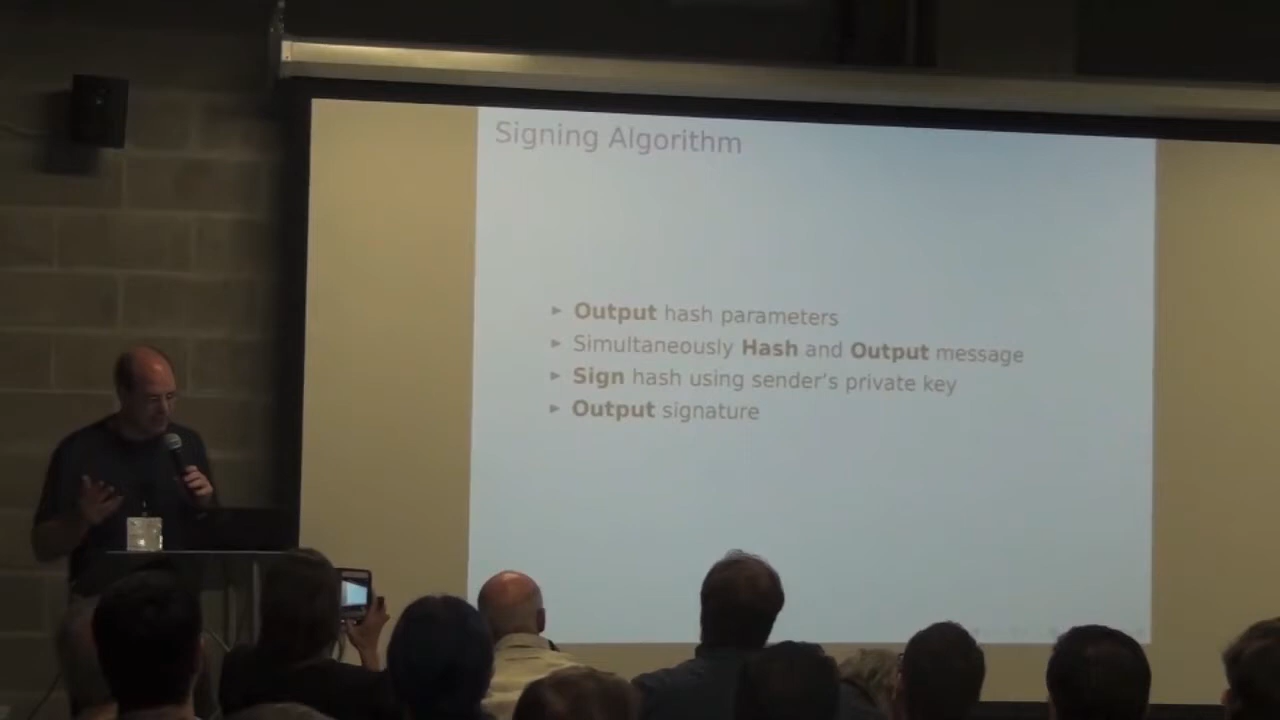 Signing Algorithm
► Output hash parameters
► Simultaneously Hash and Output message
► Sign hash using sender's private key
► Output signature